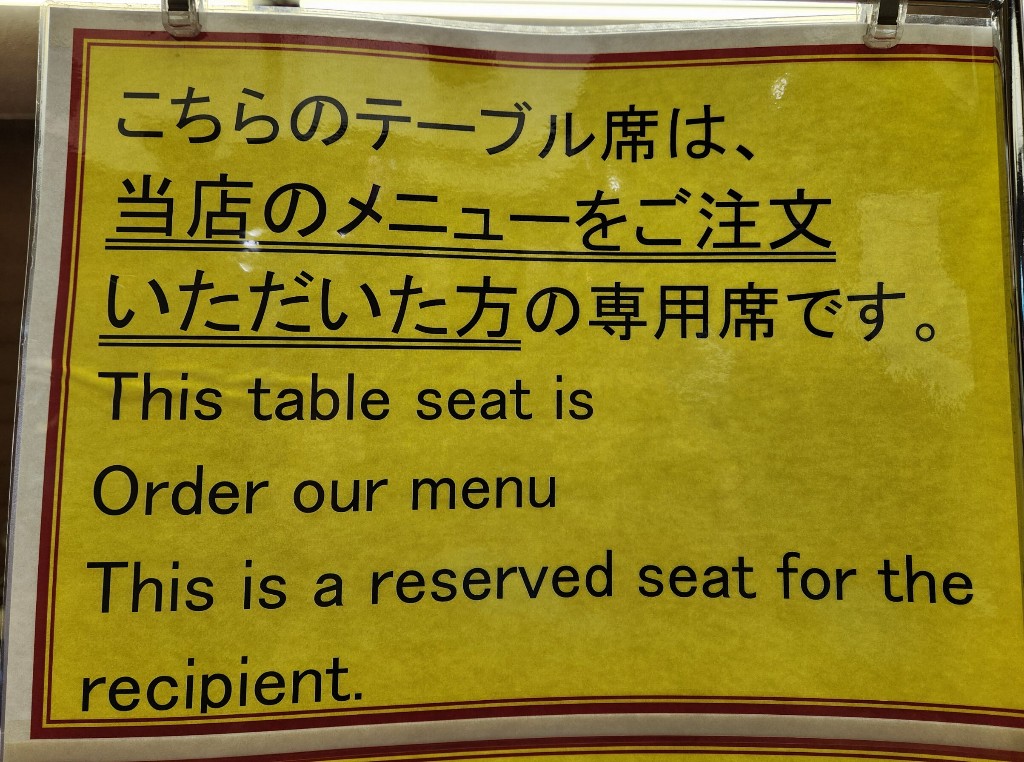 こちらのテーブル席は、
当店のメニューをご注文
いただいた方の専用席です。
This table seat is
Order our menu
This is a reserved seat for the
recipient.